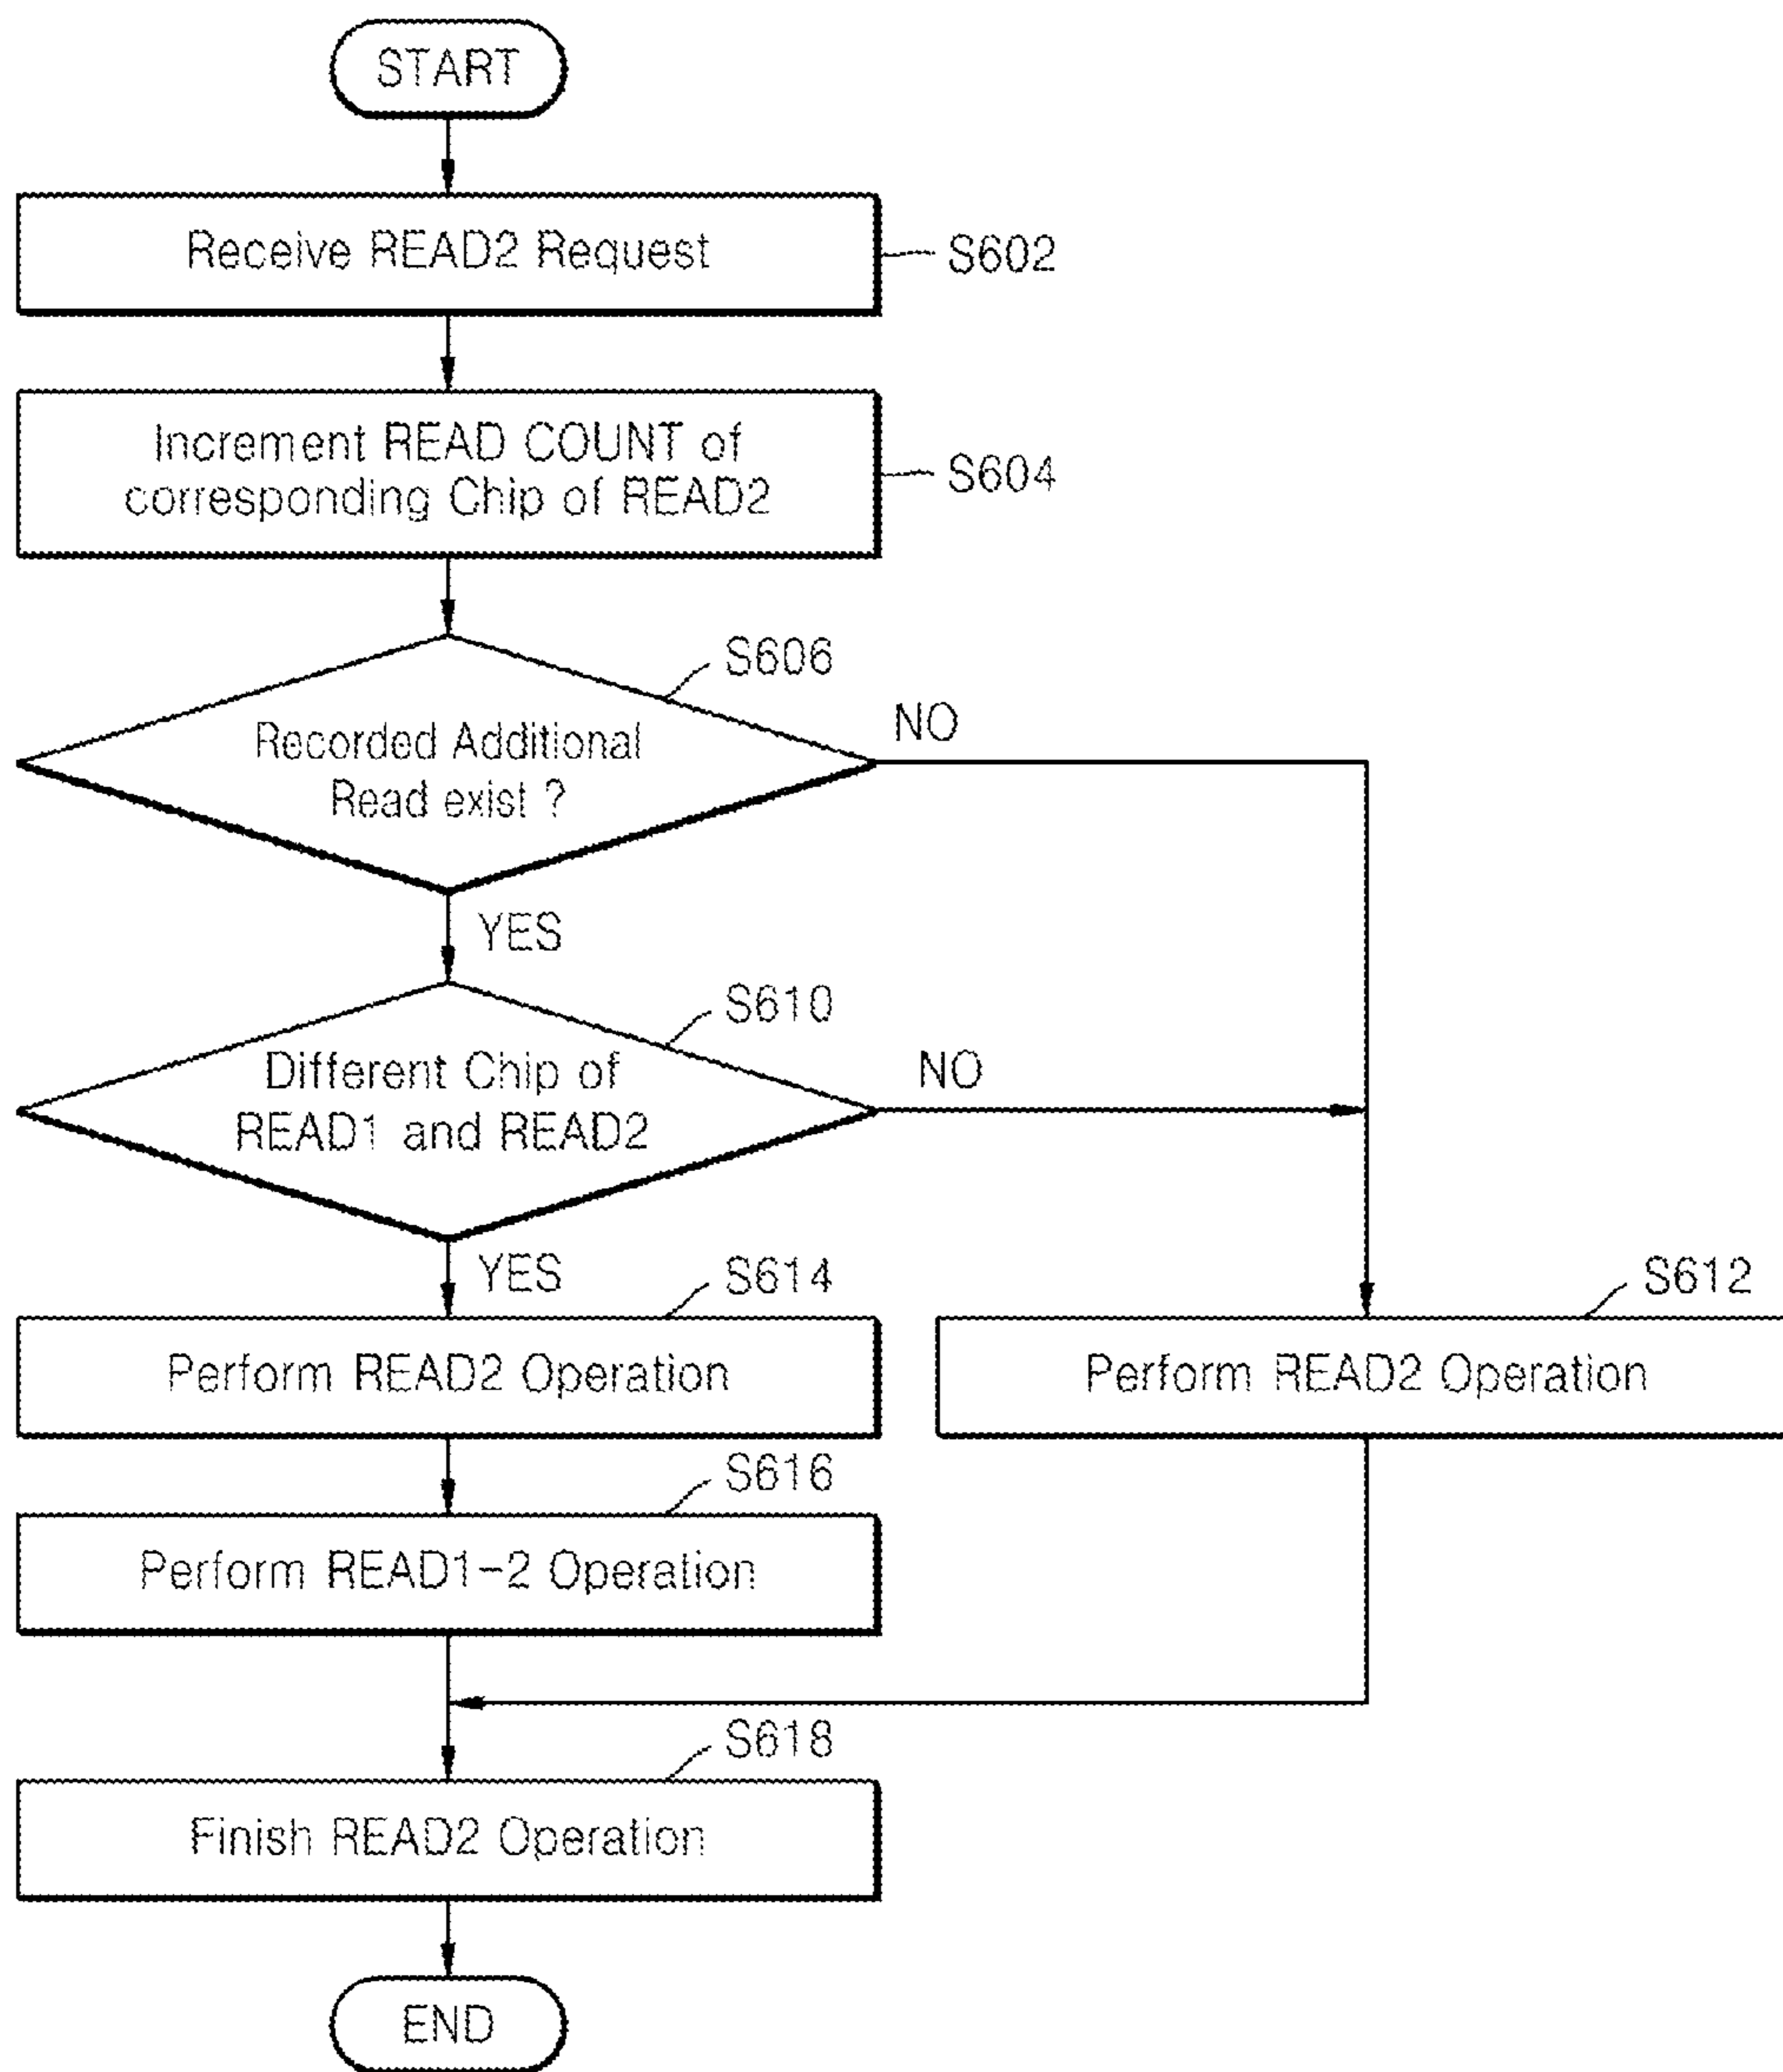 START
Receive READ2 Request
S602
Increment READ COUNT of
corresponding Chip of READ2
S604
S606
Recorded Additional
Read exist ?
NO
YES
S610
Different Chip of
READ1 and READ2
NO
YES
S614
Perform READ2 Operation
S612
Perform READ2 Operation
S616
Perform READ1-2 Operation
S618
Finish READ2 Operation
END